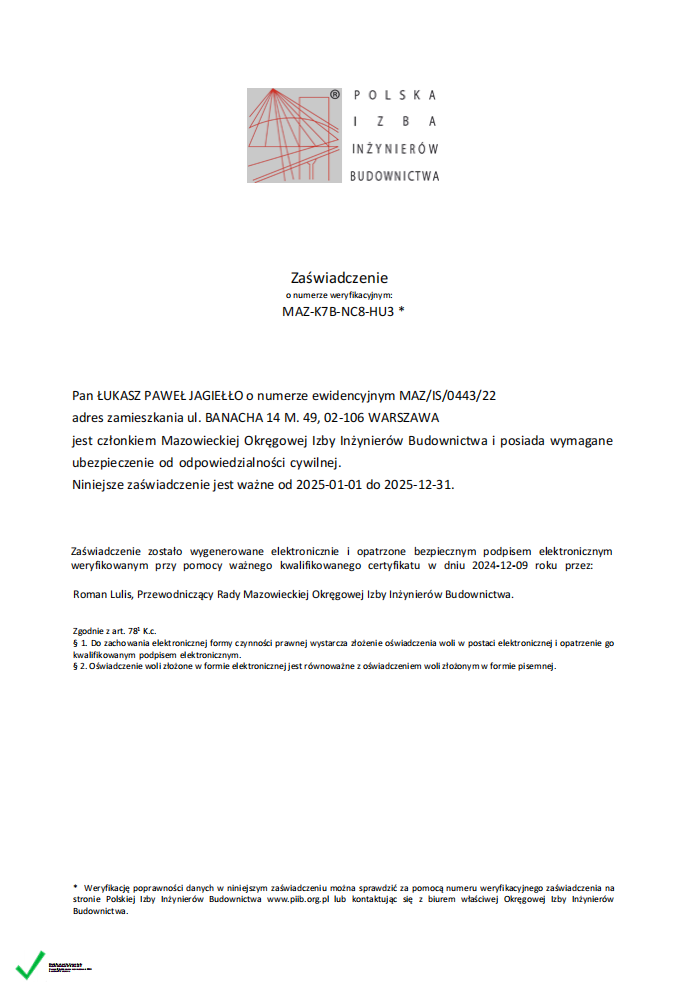 ®
POLSKA
IZBA
INŻYNIERÓW
BUDOWNICTWA
Zaświadczenie
o numerze weryfikacyjnym:
MAZ-K7B-NC8-HU3 *
Pan ŁUKASZ PAWEŁ JAGIEŁŁO o numerze ewidencyjnym MAZ/IS/0443/22
adres zamieszkania ul. BANACHA 14 M. 49, 02-106 WARSZAWA
jest członkiem Mazowieckiej Okręgowej Izby Inżynierów Budownictwa i posiada wymagane
ubezpieczenie od odpowiedzialności cywilnej.
Niniejsze zaświadczenie jest ważne od 2025-01-01 do 2025-12-31.
Zaświadczenie zostało wygenerowane elektronicznie i opatrzone bezpiecznym podpisem elektronicznym
weryfikowanym przy pomocy ważnego kwalifikowanego certyfikatu w dniu 2024-12-09 roku przez:
Roman Lulis, Przewodniczący Rady Mazowieckiej Okręgowej Izby Inżynierów Budownictwa.
Zgodnie z art. 78¹ K.c.
§ 1. Do zachowania elektronicznej formy czynności prawnej wystarcza złożenie oświadczenia woli w postaci elektronicznej i opatrzenie go
kwalifikowanym podpisem elektronicznym.
§ 2. Oświadczenie woli złożone w formie elektronicznej jest równoważne z oświadczeniem woli złożonym w formie pisemnej.
* Weryfikację poprawności danych w niniejszym zaświadczeniu można sprawdzić za pomocą numeru weryfikacyjnego zaświadczenia na
stronie Polskiej Izby Inżynierów Budownictwa www.piib.org.pl lub kontaktując się z biurem właściwej Okręgowej Izby Inżynierów
Budownictwa.